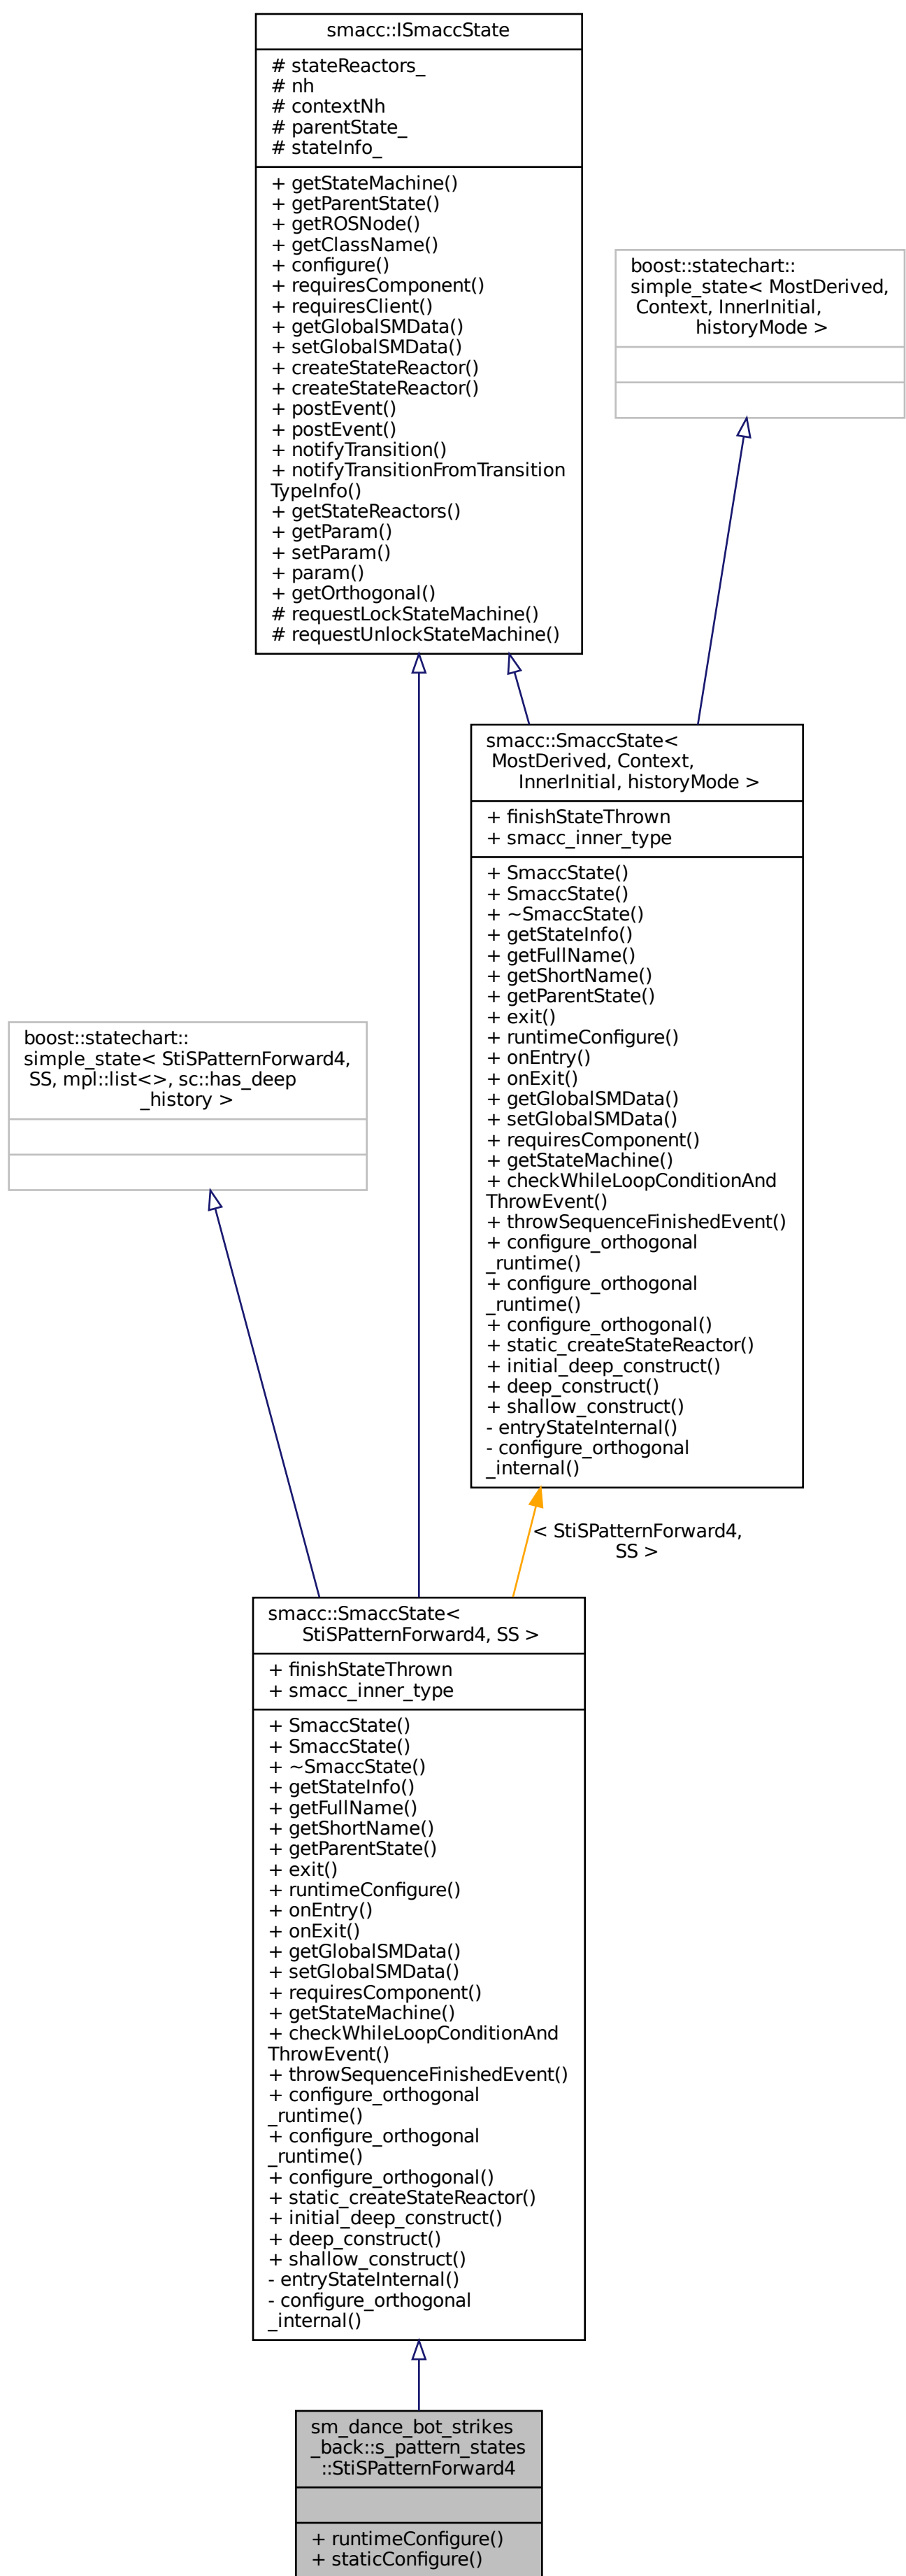 smacc::ISmaccState
# stateReactors_
# nh
# contextNh
# parentState_
# stateInfo_
+ getStateMachine()
+ getParentState()
+ getROSNode()
+ getClassName()
+ configure()
+ requiresComponent()
+ requiresClient()
+ getGlobalSMData()
+ setGlobalSMData()
+ createStateReactor()
+ createStateReactor()
+ postEvent()
+ postEvent()
+ notifyTransition()
+ notifyTransitionFromTransition
TypeInfo()
+ getStateReactors()
+ getParam()
+ setParam()
+ param()
+ getOrthogonal()
# requestLockStateMachine()
# requestUnlockStateMachine()
boost::statechart::
simple_state< MostDerived,
Context, InnerInitial,
historyMode >
smacc::SmaccState<
MostDerived, Context,
InnerInitial, historyMode >
+ finishStateThrown
+ smacc_inner_type
+ SmaccState()
+ SmaccState()
+ ~SmaccState()
+ getStateInfo()
+ getFullName()
+ getShortName()
+ getParentState()
+ exit()
+ runtimeConfigure()
+ onEntry()
+ onExit()
+ getGlobalSMData()
+ setGlobalSMData()
+ requiresComponent()
+ getStateMachine()
+ checkWhileLoopConditionAnd
ThrowEvent()
+ throwSequenceFinishedEvent()
+ configure_orthogonal
_runtime()
+ configure_orthogonal
_runtime()
+ configure_orthogonal()
+ static_createStateReactor()
+ initial_deep_construct()
+ deep_construct()
+ shallow_construct()
- entryStateInternal()
- configure_orthogonal
_internal()
boost::statechart::
simple_state< StiSPatternForward4,
SS, mpl::list<>, sc::has_deep
_history >
< StiSPatternForward4,
SS >
smacc::SmaccState<
StiSPatternForward4, SS >
+ finishStateThrown
+ smacc_inner_type
+ SmaccState()
+ SmaccState()
+ ~SmaccState()
+ getStateInfo()
+ getFullName()
+ getShortName()
+ getParentState()
+ exit()
+ runtimeConfigure()
+ onEntry()
+ onExit()
+ getGlobalSMData()
+ setGlobalSMData()
+ requiresComponent()
+ getStateMachine()
+ checkWhileLoopConditionAnd
ThrowEvent()
+ throwSequenceFinishedEvent()
+ configure_orthogonal
_runtime()
+ configure_orthogonal
_runtime()
+ configure_orthogonal()
+ static_createStateReactor()
+ initial_deep_construct()
+ deep_construct()
+ shallow_construct()
- entryStateInternal()
- configure_orthogonal
_internal()
sm_dance_bot_strikes
_back::s_pattern_states
::StiSPatternForward4
+ runtimeConfigure()
+ staticConfigure()